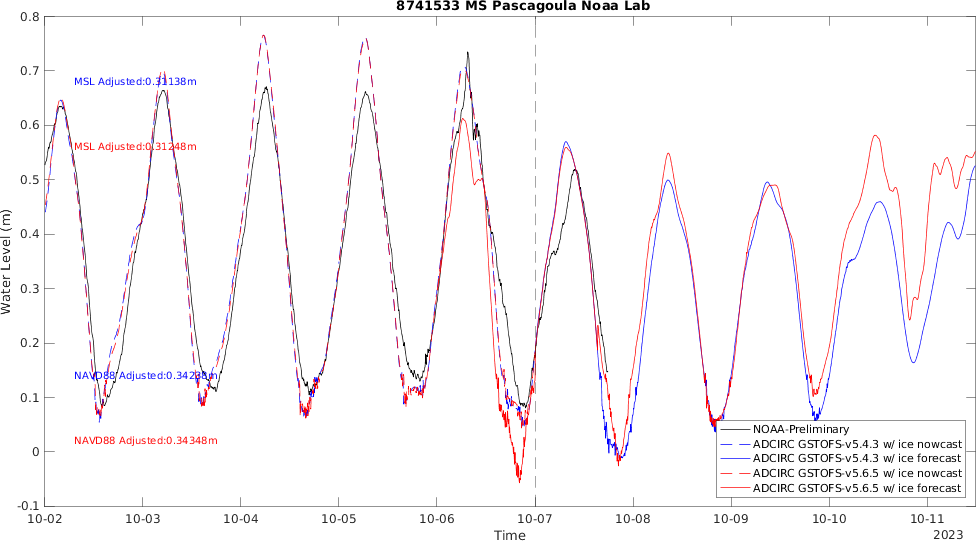 8741533 MS Pascagoula Noaa Lab
0.8
0.7
0.6
0.5
0.4
0.3
0.2
0.1
0
-0.1
Water Level (m)
MSL Adjusted:0.31138m
MSL Adjusted:0.31248m
NAVD88 Adjusted:0.34238m
NAVD88 Adjusted:0.34348m
NOAA-Preliminary
ADCIRC GSTOFS-v5.4.3 w/ ice nowcast
ADCIRC GSTOFS-v5.4.3 w/ ice forecast
ADCIRC GSTOFS-v5.6.5 w/ ice nowcast
ADCIRC GSTOFS-v5.6.5 w/ ice forecast
10-02 10-03 10-04 10-05 10-06 10-07 10-08 10-09 10-10 10-11
Time
2023